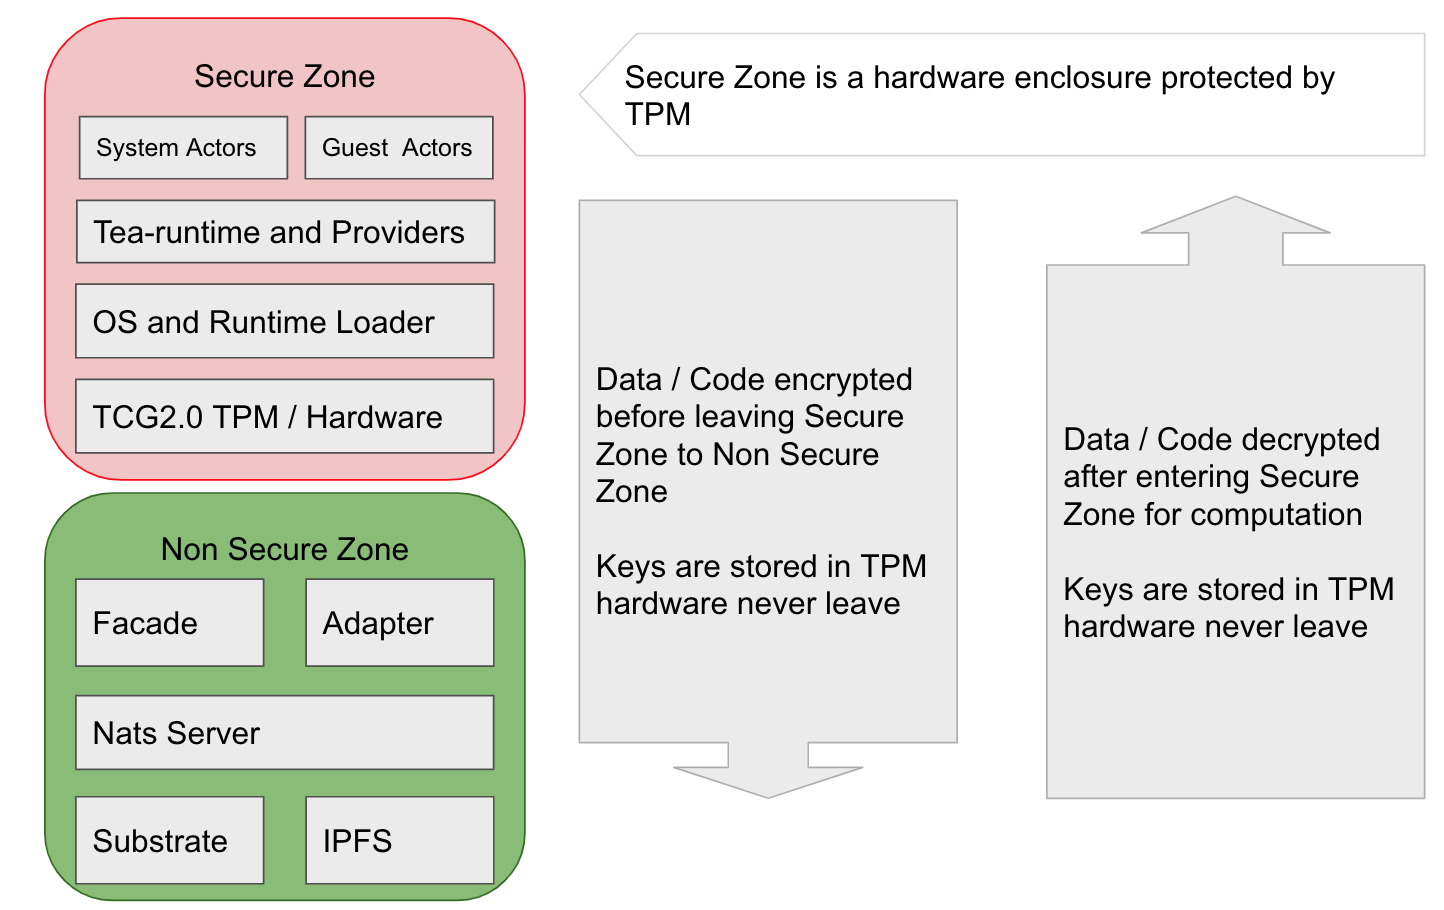 Secure Zone
System Actors
Guest Actors
Tea-runtime and Providers
OS and Runtime Loader
TCG2.0 TPM / Hardware
Non Secure Zone
Facade
Adapter
Nats Server
Substrate
IPFS
Secure Zone is a hardware enclosure protected by
TPM
Data / Code encrypted
before leaving Secure
Zone to Non Secure
Zone
Keys are stored in TPM
hardware never leave
Data / Code decrypted
after entering Secure
Zone for computation
Keys are stored in TPM
hardware never leave